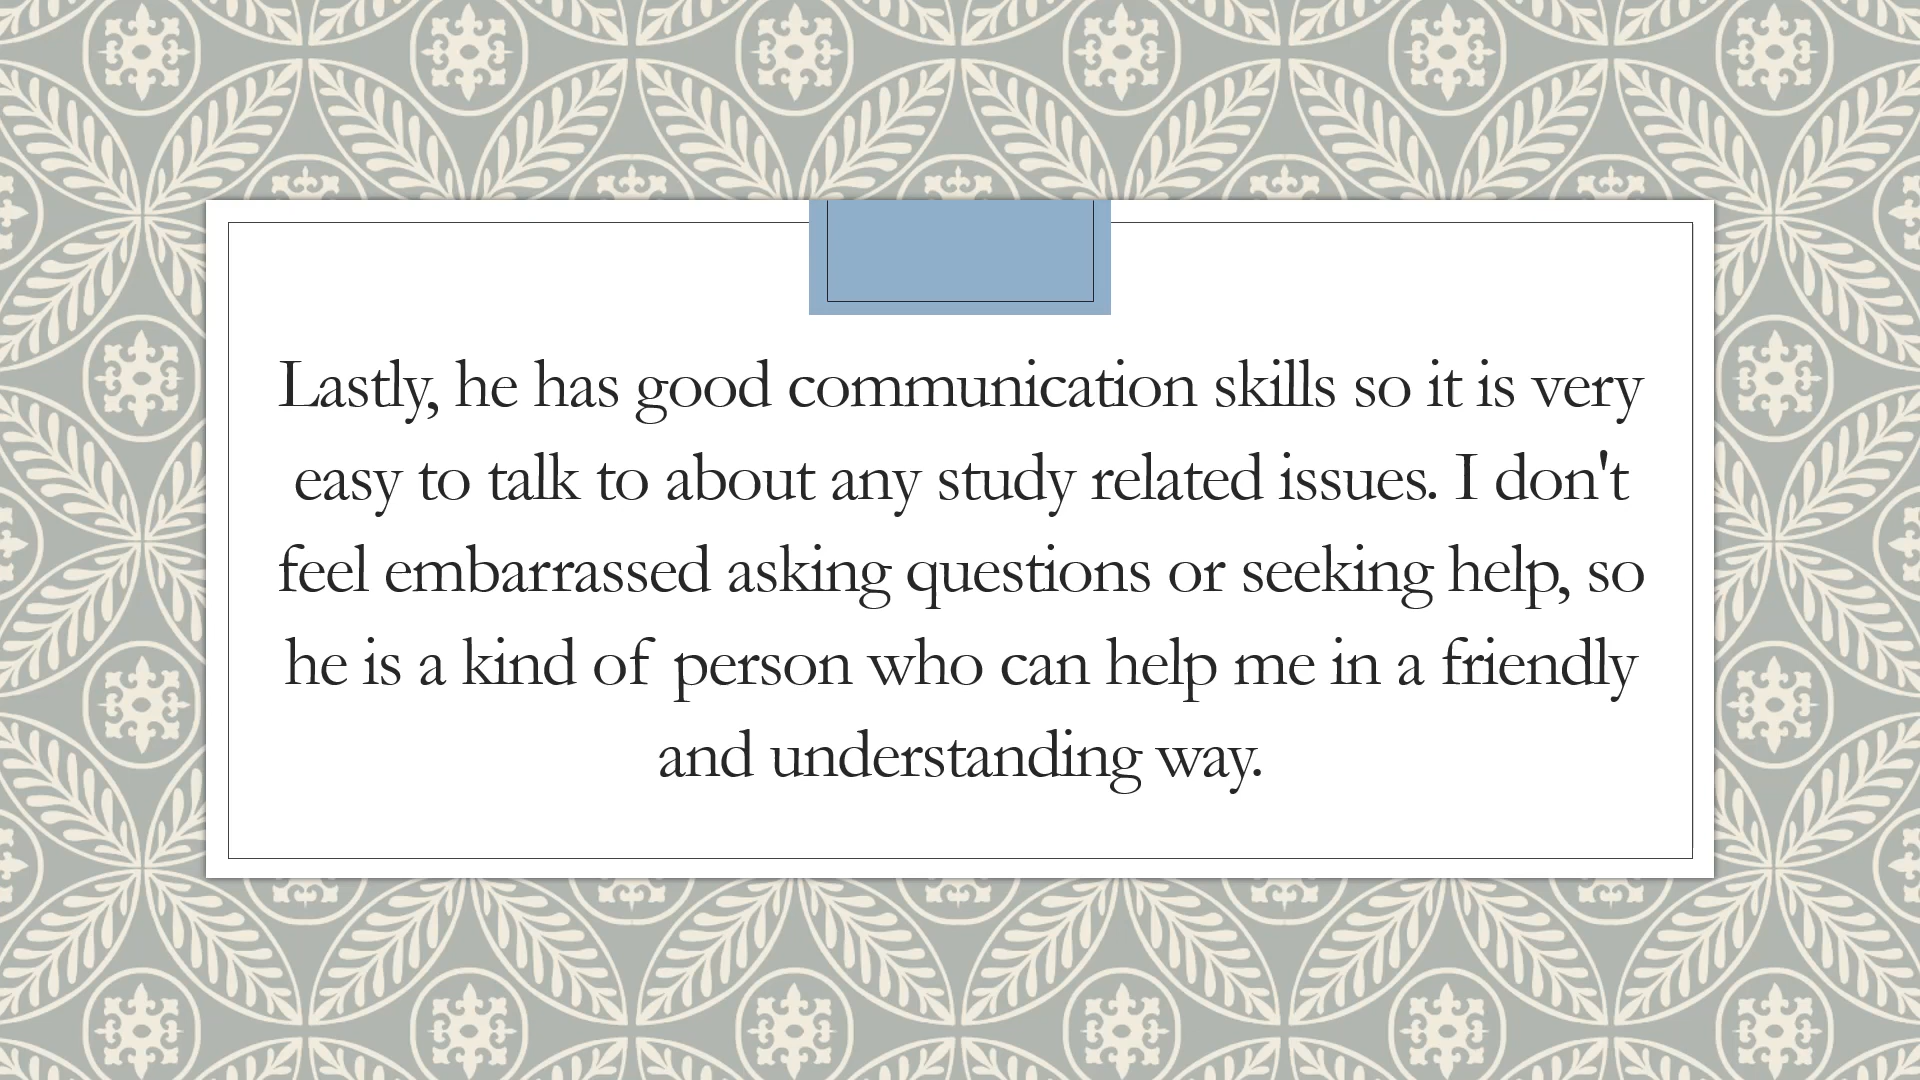 Lastly, he has good communication skills so it is very
easy to talk to about any study related issues. I don't
feel embarrassed asking questions or seeking help, so
he is a kind of person who can help me in a friendly
and understanding way.